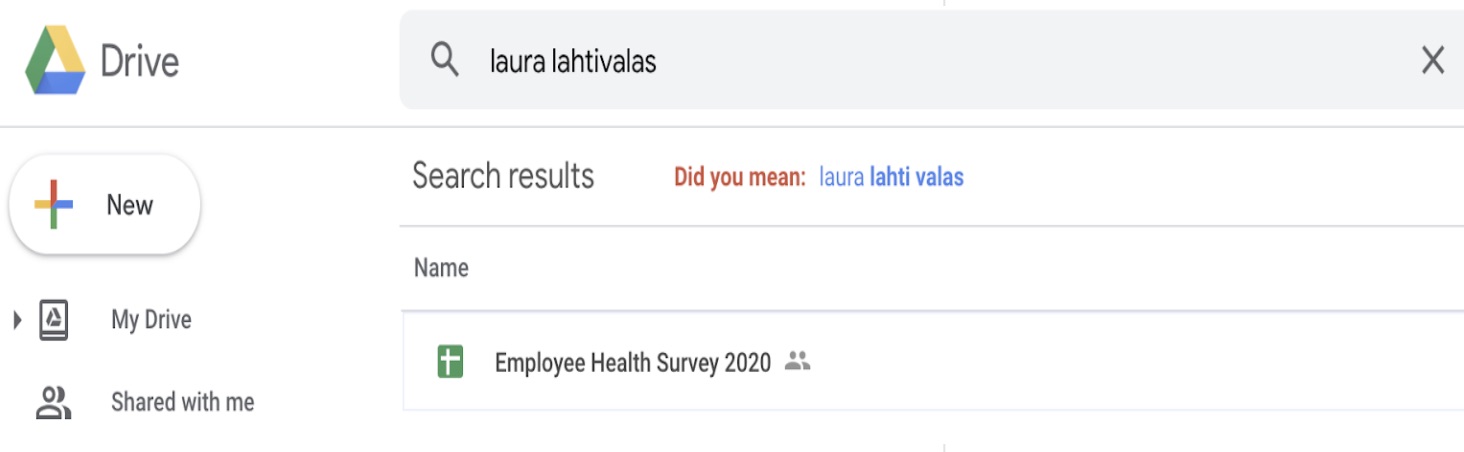 Drive
laura lahtivalas
New
Search results
Did you mean: laura lahti valas
Name
My Drive
Employee Health Survey 2020
Shared with me